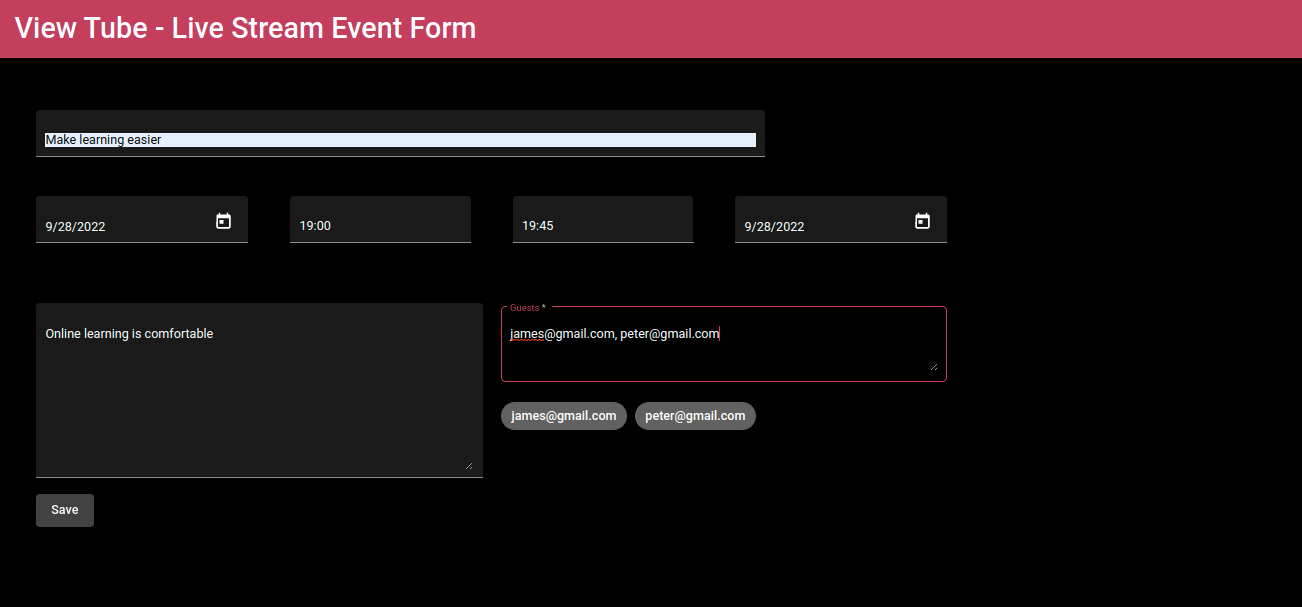 View Tube - Live Stream Event Form
Make learning easier
9/28/2022 19:00 19:45 9/28/2022
Online learning is comfortable
Guests *
james@gmail.com, peter@gmail.com
james@gmail.com peter@gmail.com
Save